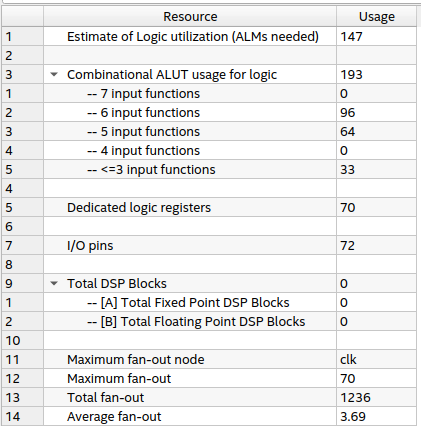 Resource Usage
1 Estimate of Logic utilization (ALMs needed) 147
2
3 Combinational ALUT usage for logic 193
1 -- 7 input functions 0
2 -- 6 input functions 96
3 -- 5 input functions 64
4 -- 4 input functions 0
5 -- <=3 input functions 33
4
5 Dedicated logic registers 70
6
7 I/O pins 72
8
9 Total DSP Blocks 0
1 -- [A] Total Fixed Point DSP Blocks 0
2 -- [B] Total Floating Point DSP Blocks 0
10
11 Maximum fan-out node clk
12 Maximum fan-out 70
13 Total fan-out 1236
14 Average fan-out 3.69